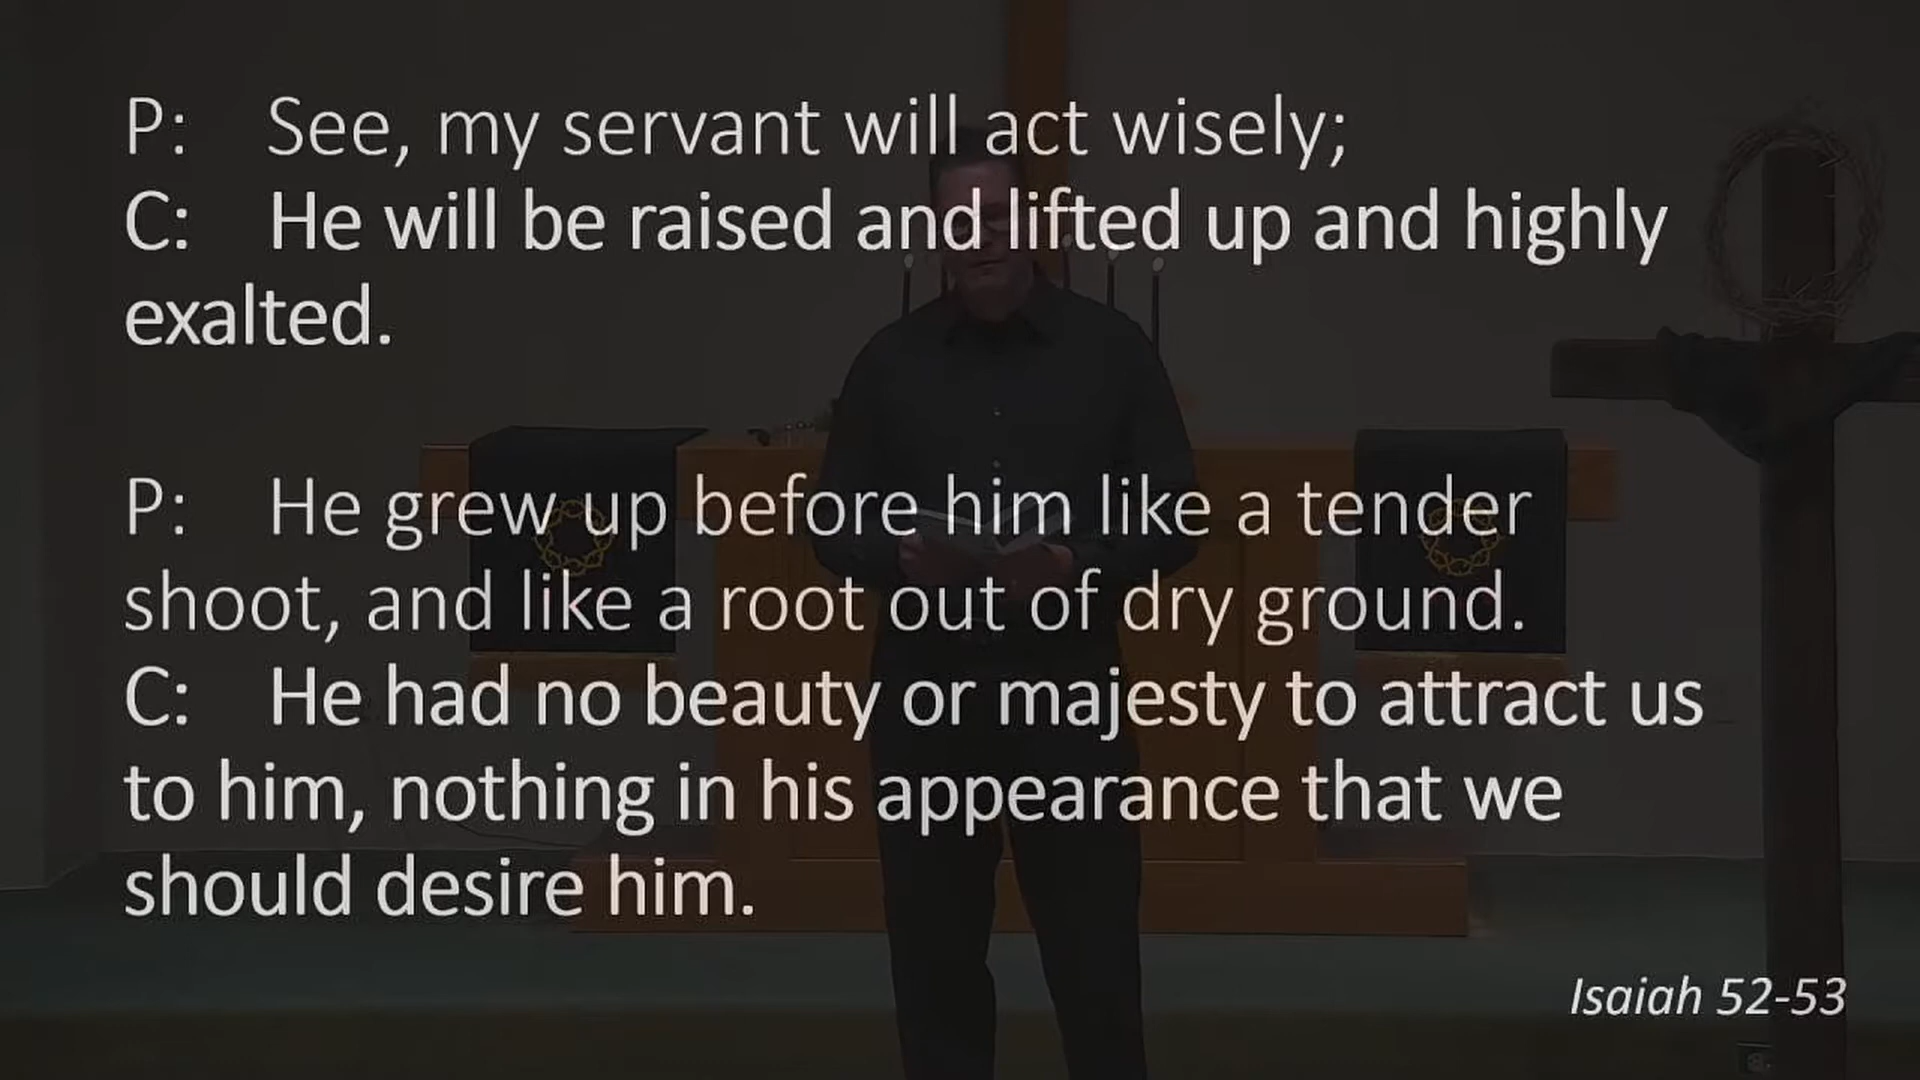 P: See, my servant will act wisely;
C: He will be raised and lifted up and highly
exalted.
P: He grew up before him like a tender
shoot, and like a root out of dry ground.
C: He had no beauty or majesty to attract us
to him, nothing in his appearance that we
should desire him.
Isaiah 52-53